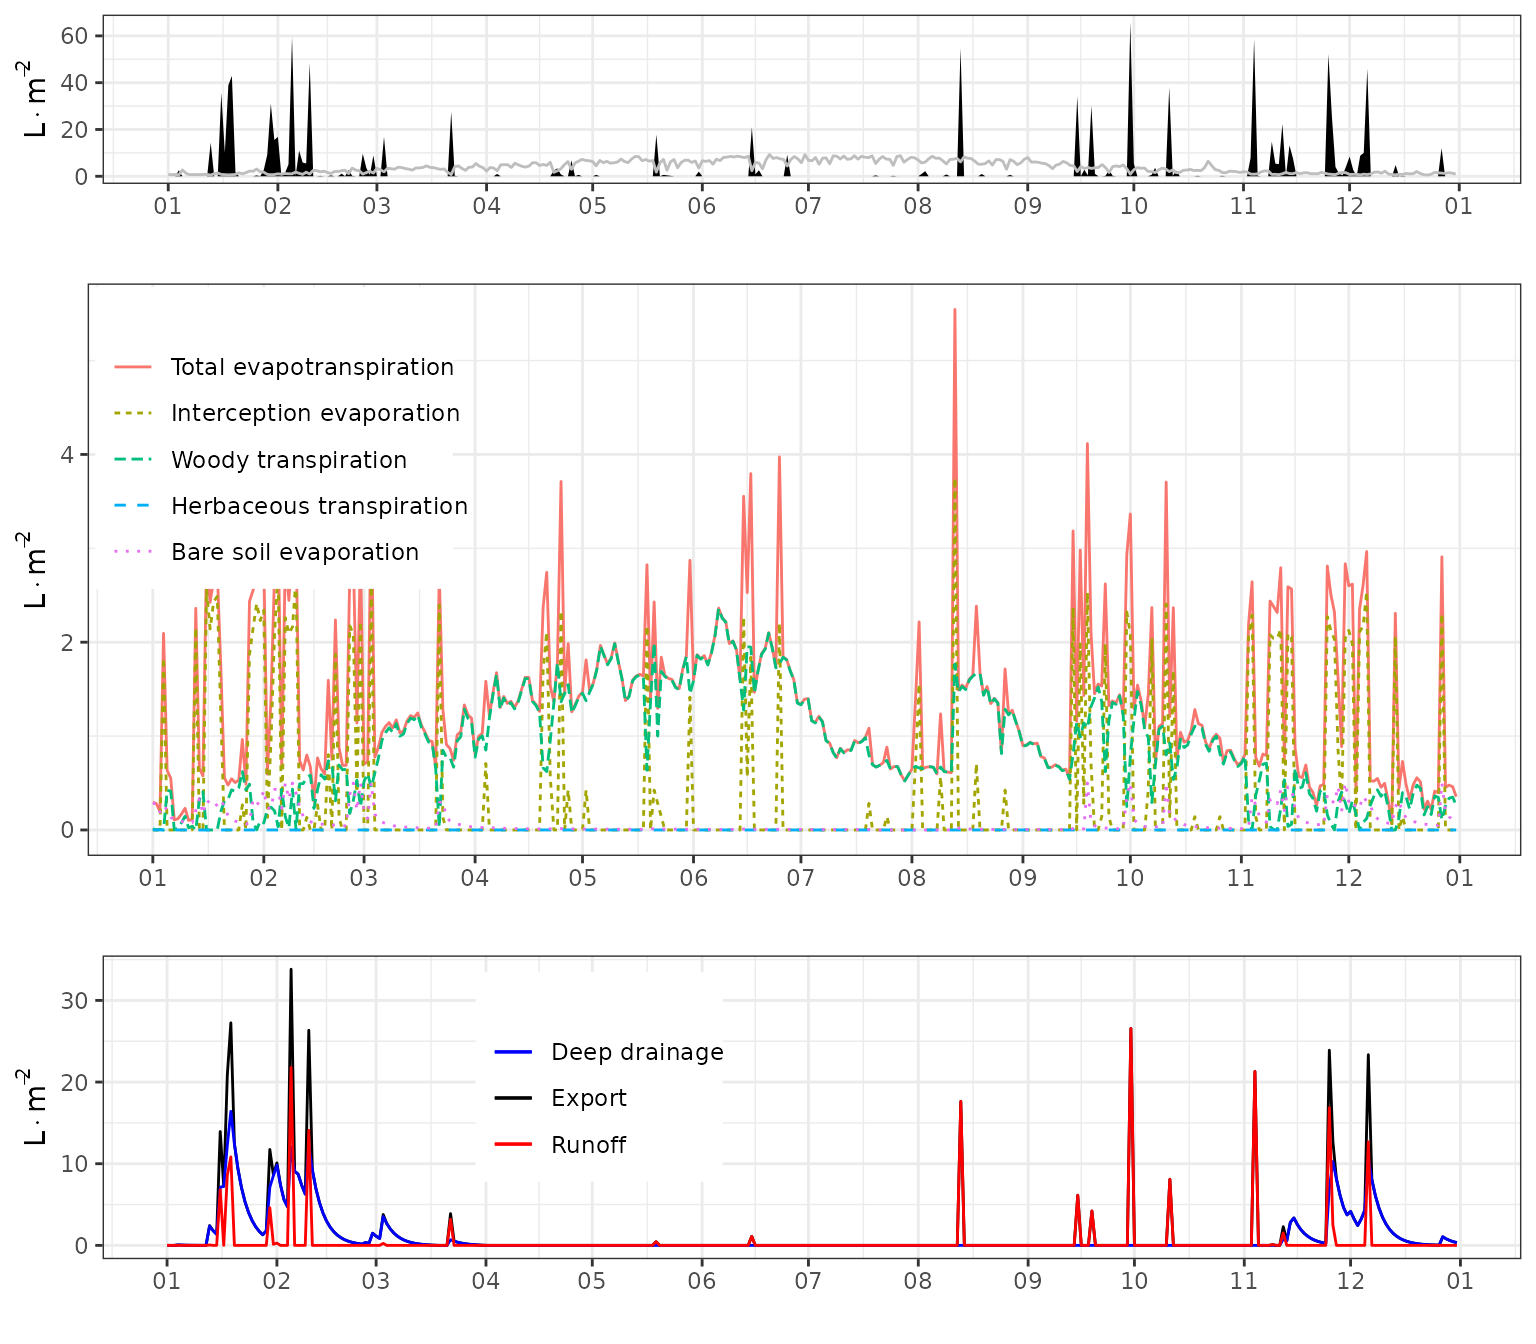 60
40
20
0
L · m⁻²
01 02 03 04 05 06 07 08 09 10 11 12 01
4
2
0
L · m⁻²
Total evapotranspiration
Interception evaporation
Woody transpiration
Herbaceous transpiration
Bare soil evaporation
01 02 03 04 05 06 07 08 09 10 11 12 01
30
20
10
0
L · m⁻²
Deep drainage
Export
Runoff
01 02 03 04 05 06 07 08 09 10 11 12 01